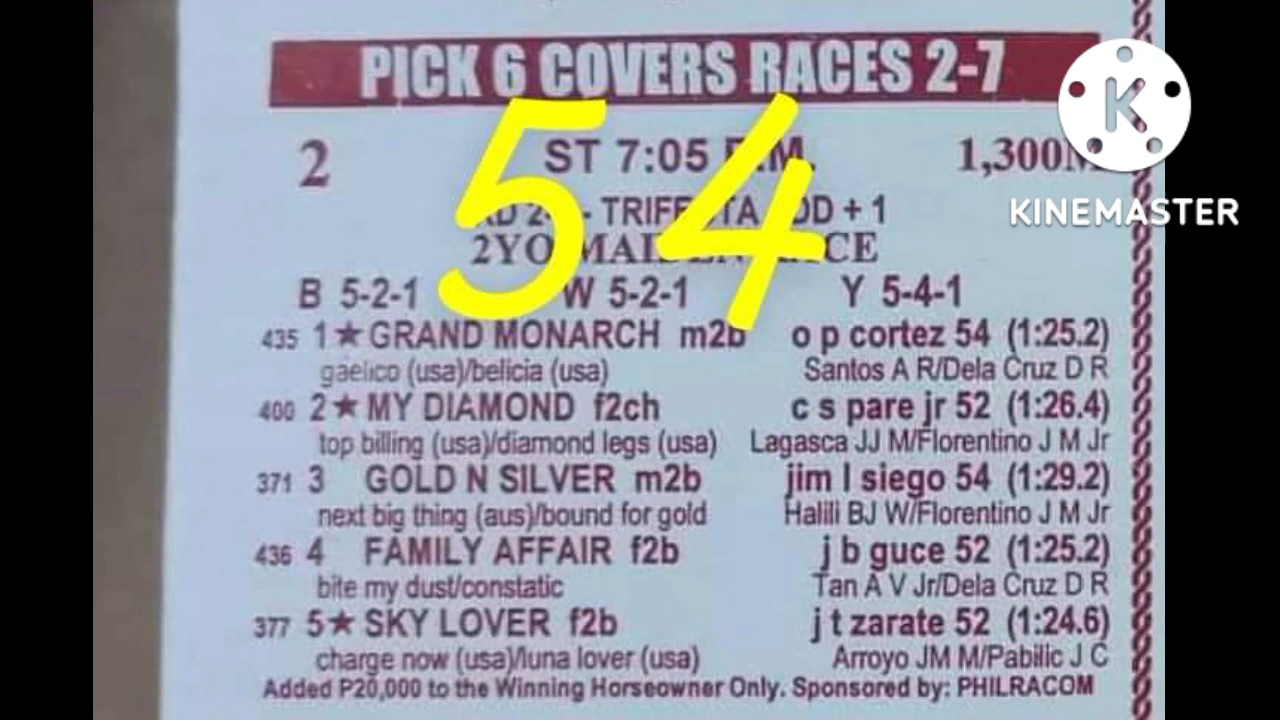 PICK 6 COVERS RACES 2-7
54
2 ST 7:05 P.M. 1,300M
TRIFECTA DD + 1
2YO MAIDEN RACE
B 5-2-1 W 5-2-1 Y 5-4-1
435 1★ GRAND MONARCH m2b o p cortez 54 (1:25.2)
gaelico (usa)/belicia (usa) Santos A R/Dela Cruz D R
400 2★ MY DIAMOND f2ch c s pare jr 52 (1:26.4)
top billing (usa)/diamond legs (usa) Lagasca JJ M/Florentino J M Jr
371 3 GOLD N SILVER m2b jim l siego 54 (1:29.2)
next big thing (aus)/bound for gold Halili BJ W/Florentino J M Jr
436 4 FAMILY AFFAIR f2b j b guce 52 (1:25.2)
bite my dust/constatic Tan A V Jr/Dela Cruz D R
377 5★ SKY LOVER f2b j t zarate 52 (1:24.6)
charge now (usa)/luna lover (usa) Arroyo JM M/Pabilic J C
Added P20,000 to the Winning Horseowner Only. Sponsored by: PHILRACOM
K
KINEMASTER